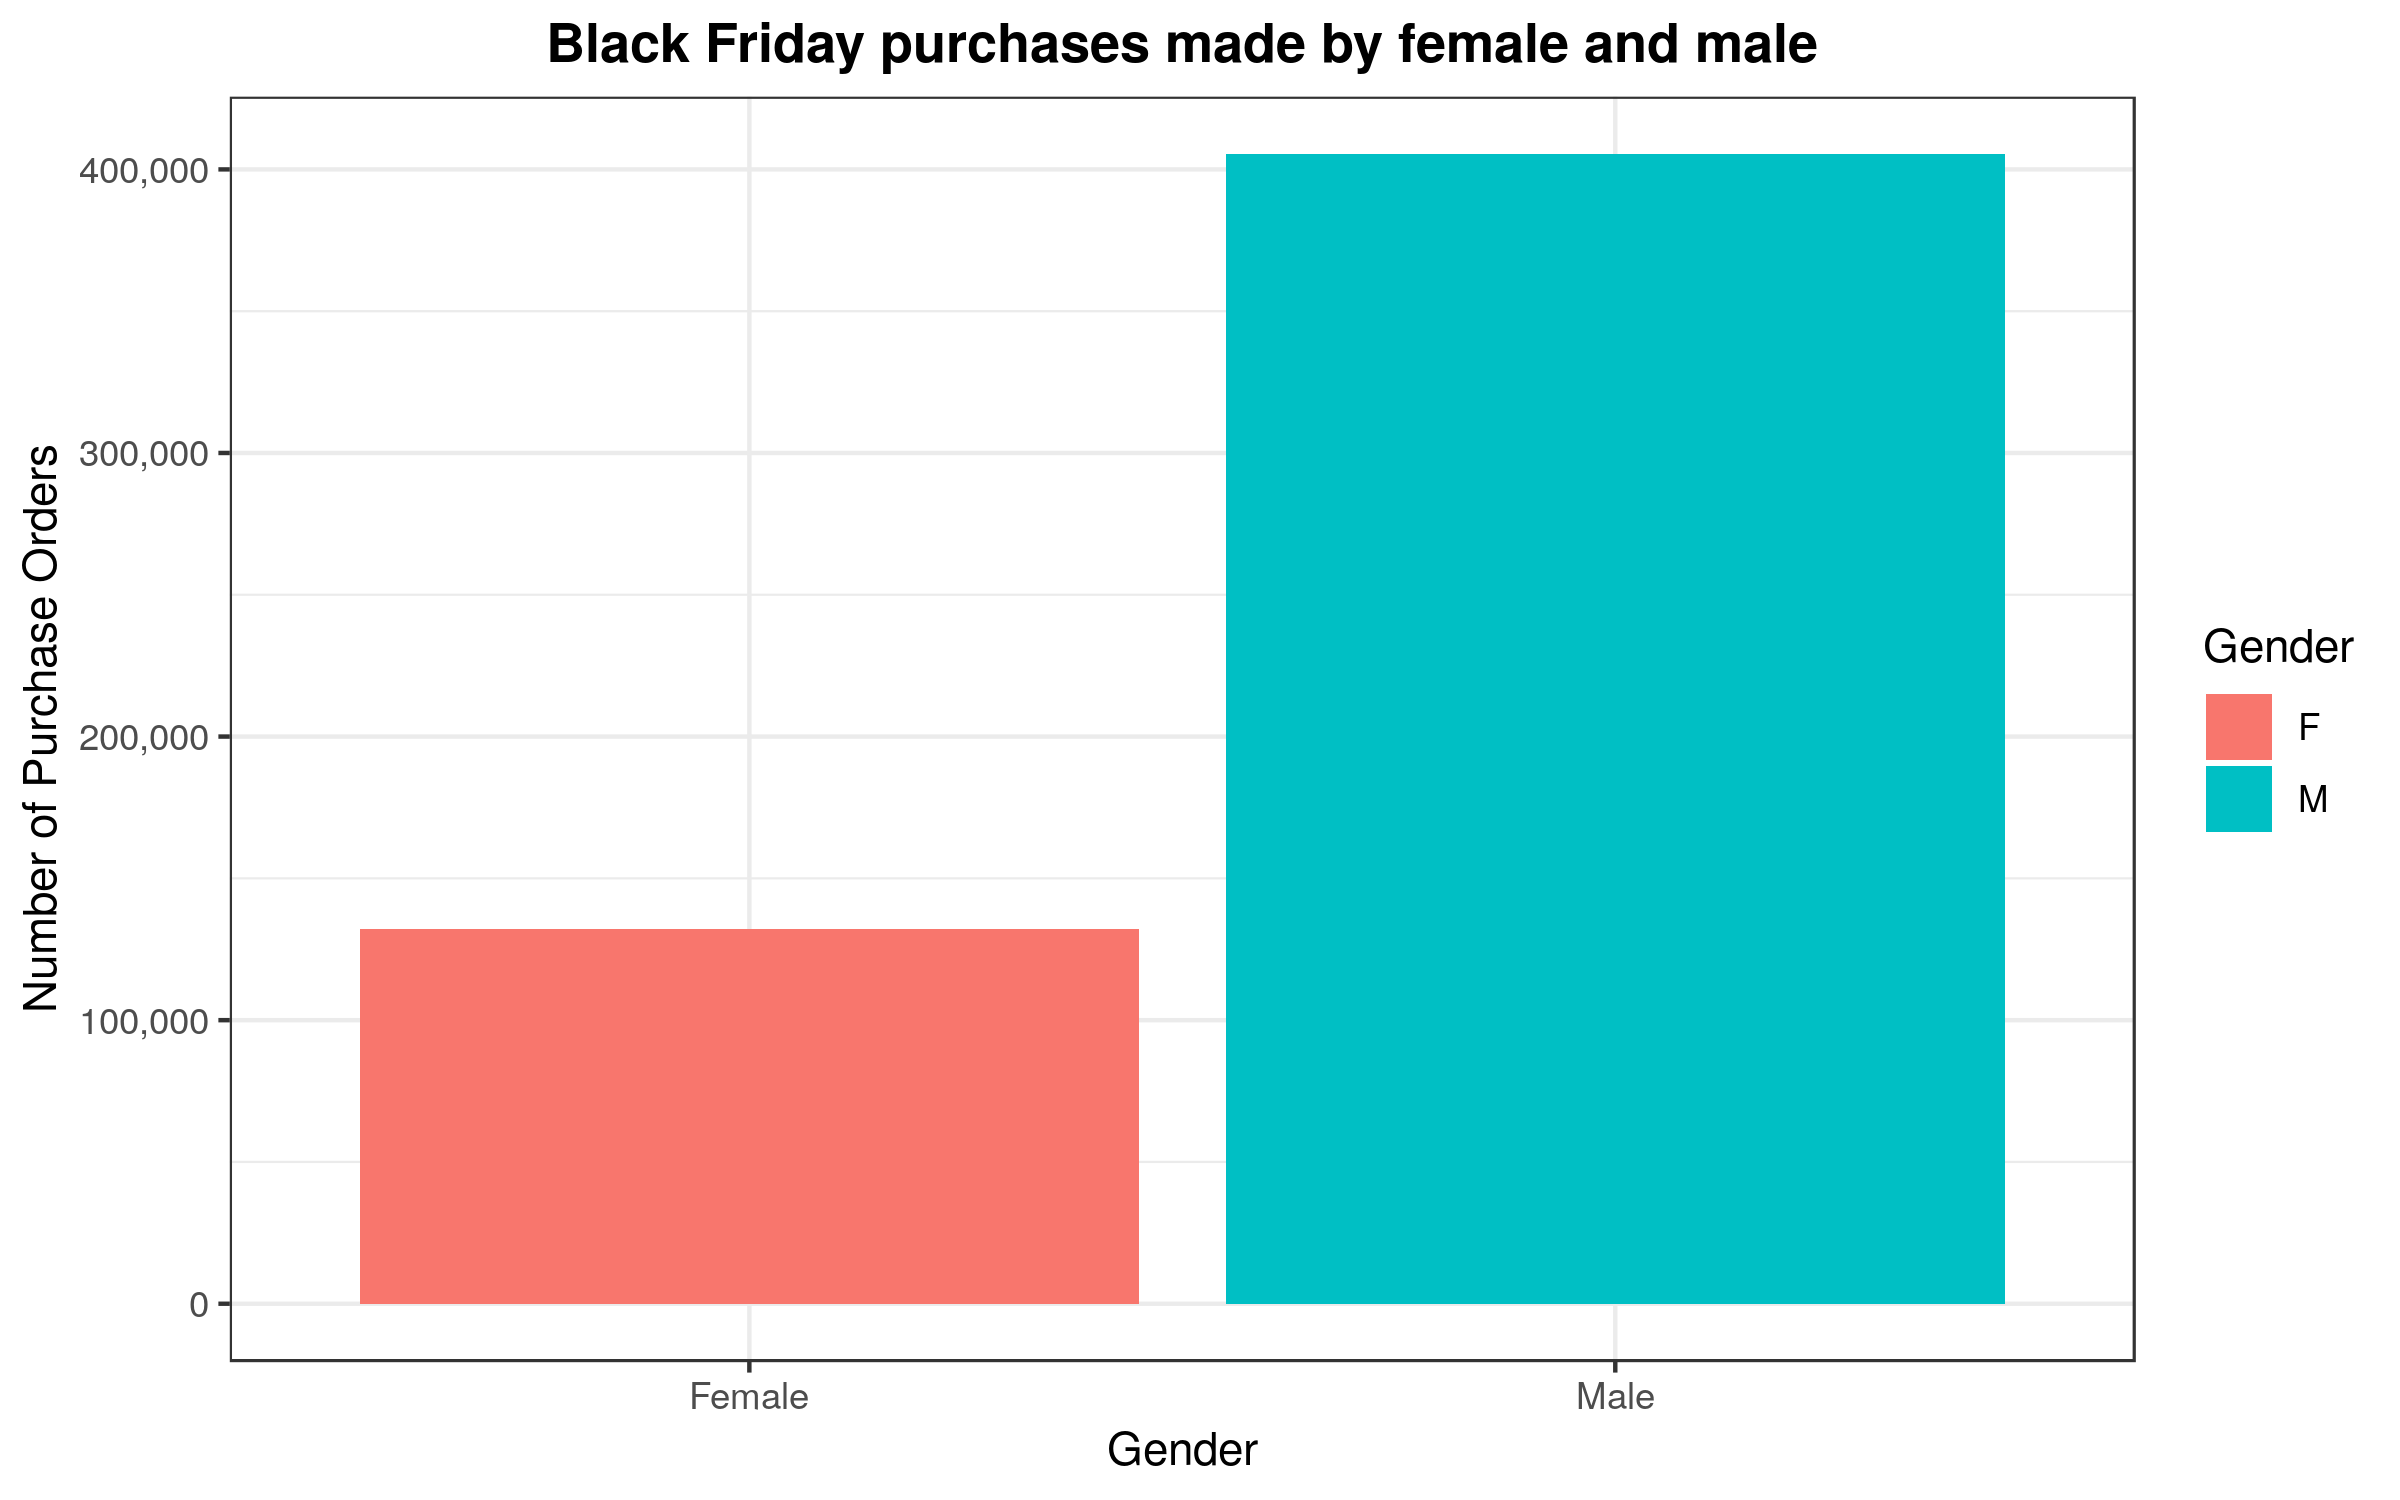 Black Friday purchases made by female and male
Number of Purchase Orders
400,000
300,000
200,000
100,000
0
Female
Male
Gender
Gender
F
M